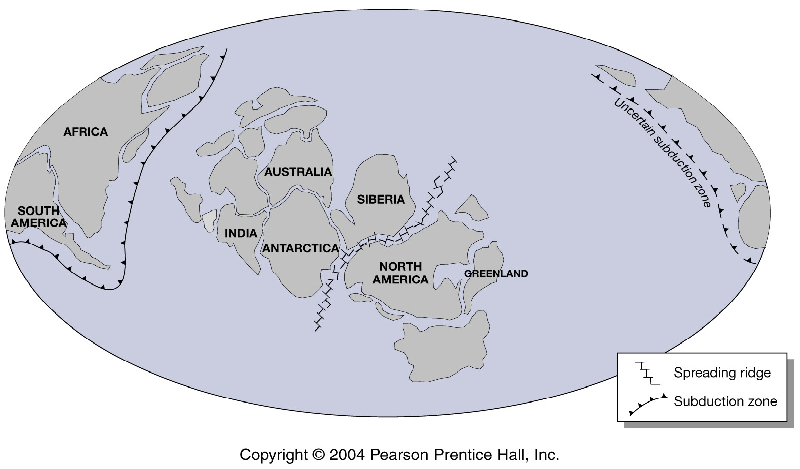 AFRICA
SOUTH
AMERICA
AUSTRALIA
INDIA
ANTARCTICA
SIBERIA
NORTH
AMERICA
GREENLAND
Uncertain subduction zone
Spreading ridge
Subduction zone
Copyright © 2004 Pearson Prentice Hall, Inc.